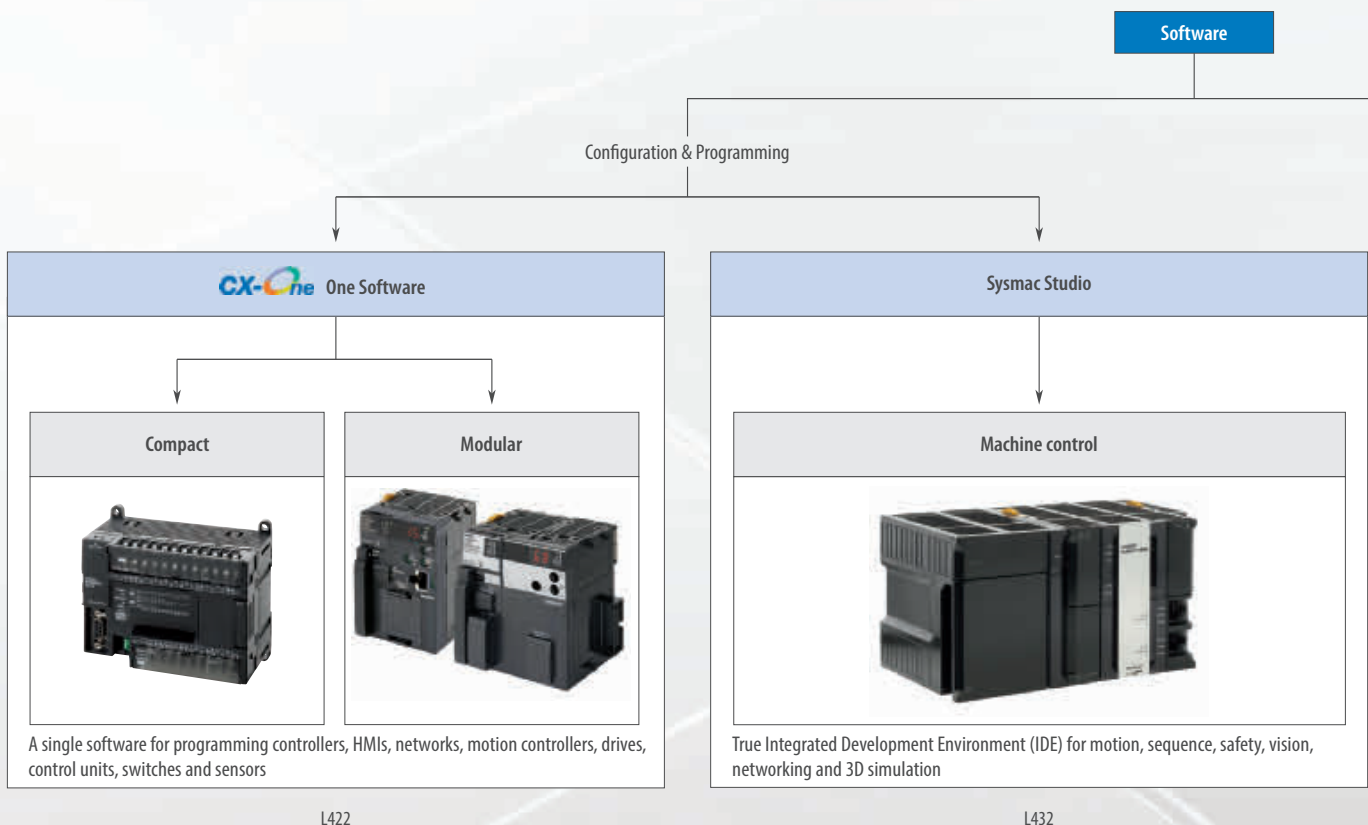 Software
Configuration & Programming
CX-One One Software
Sysmac Studio
Compact
Modular
Machine control
A single software for programming controllers, HMIs, networks, motion controllers, drives,
control units, switches and sensors
True Integrated Development Environment (IDE) for motion, sequence, safety, vision,
networking and 3D simulation
L422
L432